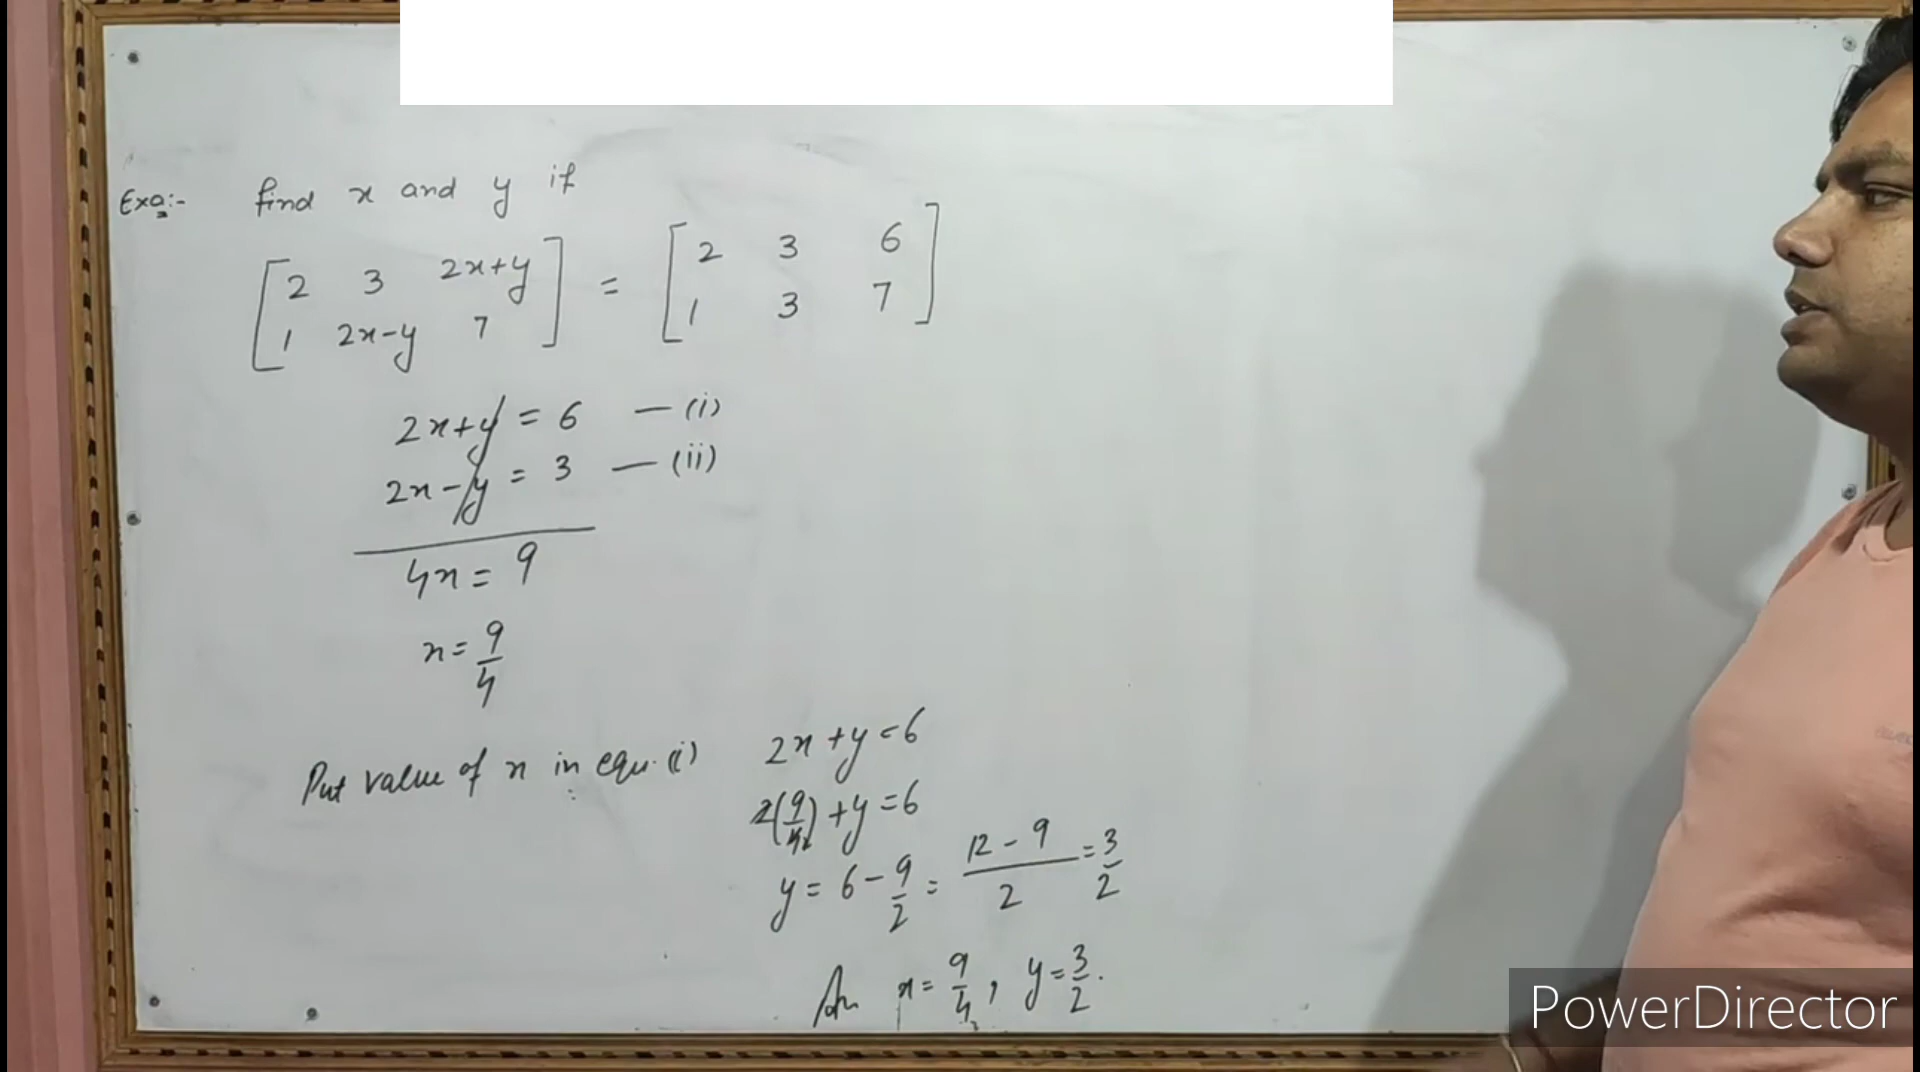 Exa:- find x and y if
[2 3 2x+y
1 2x-y 7] = [2 3 6
1 3 7]
2x+y = 6 — (i)
2x-y = 3 — (ii)
4x = 9
x = 9/4
Put value of x in equ. (i) 2x+y=6
2(9/4)+y=6
y = 6 - 9/2 = 12-9/2 = 3/2
An x = 9/4, y = 3/2.
PowerDirector